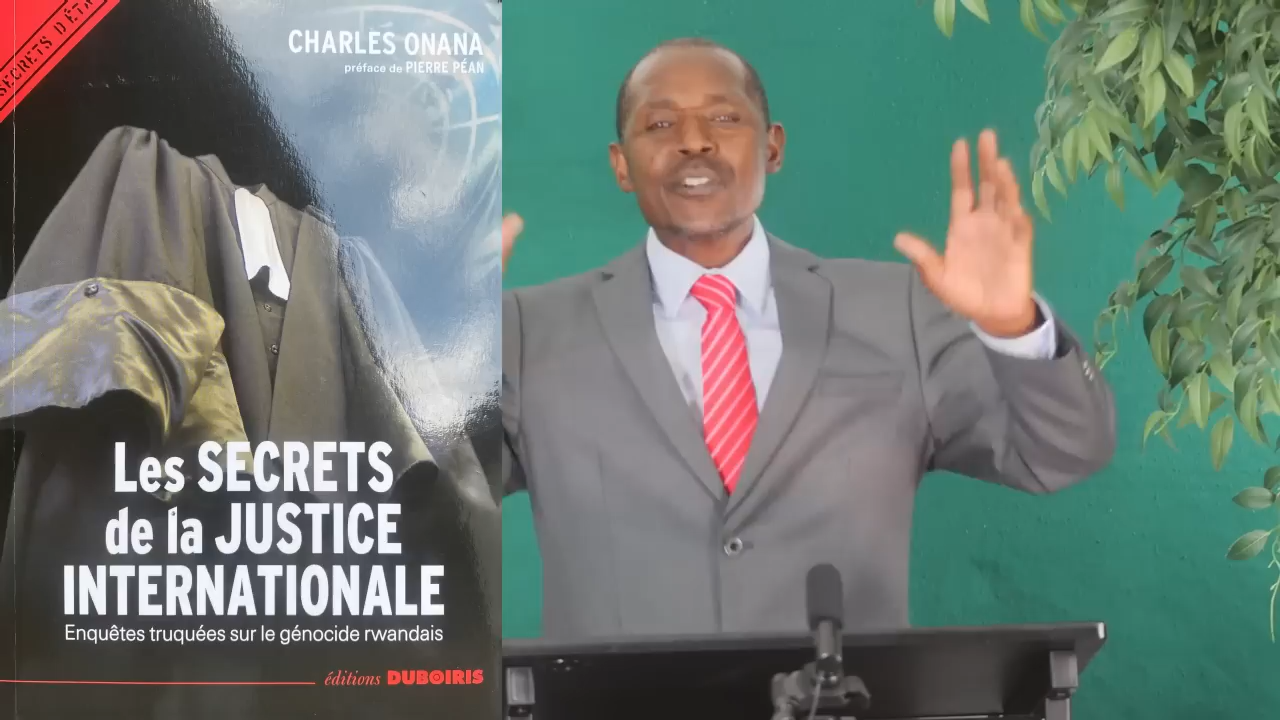 SECRETS D'ÉTAT
CHARLES ONANA
préface de PIERRE PÉAN
Les SECRETS
de la JUSTICE
INTERNATIONALE
Enquêtes truquées sur le génocide rwandais
éditions DUBOIRIS